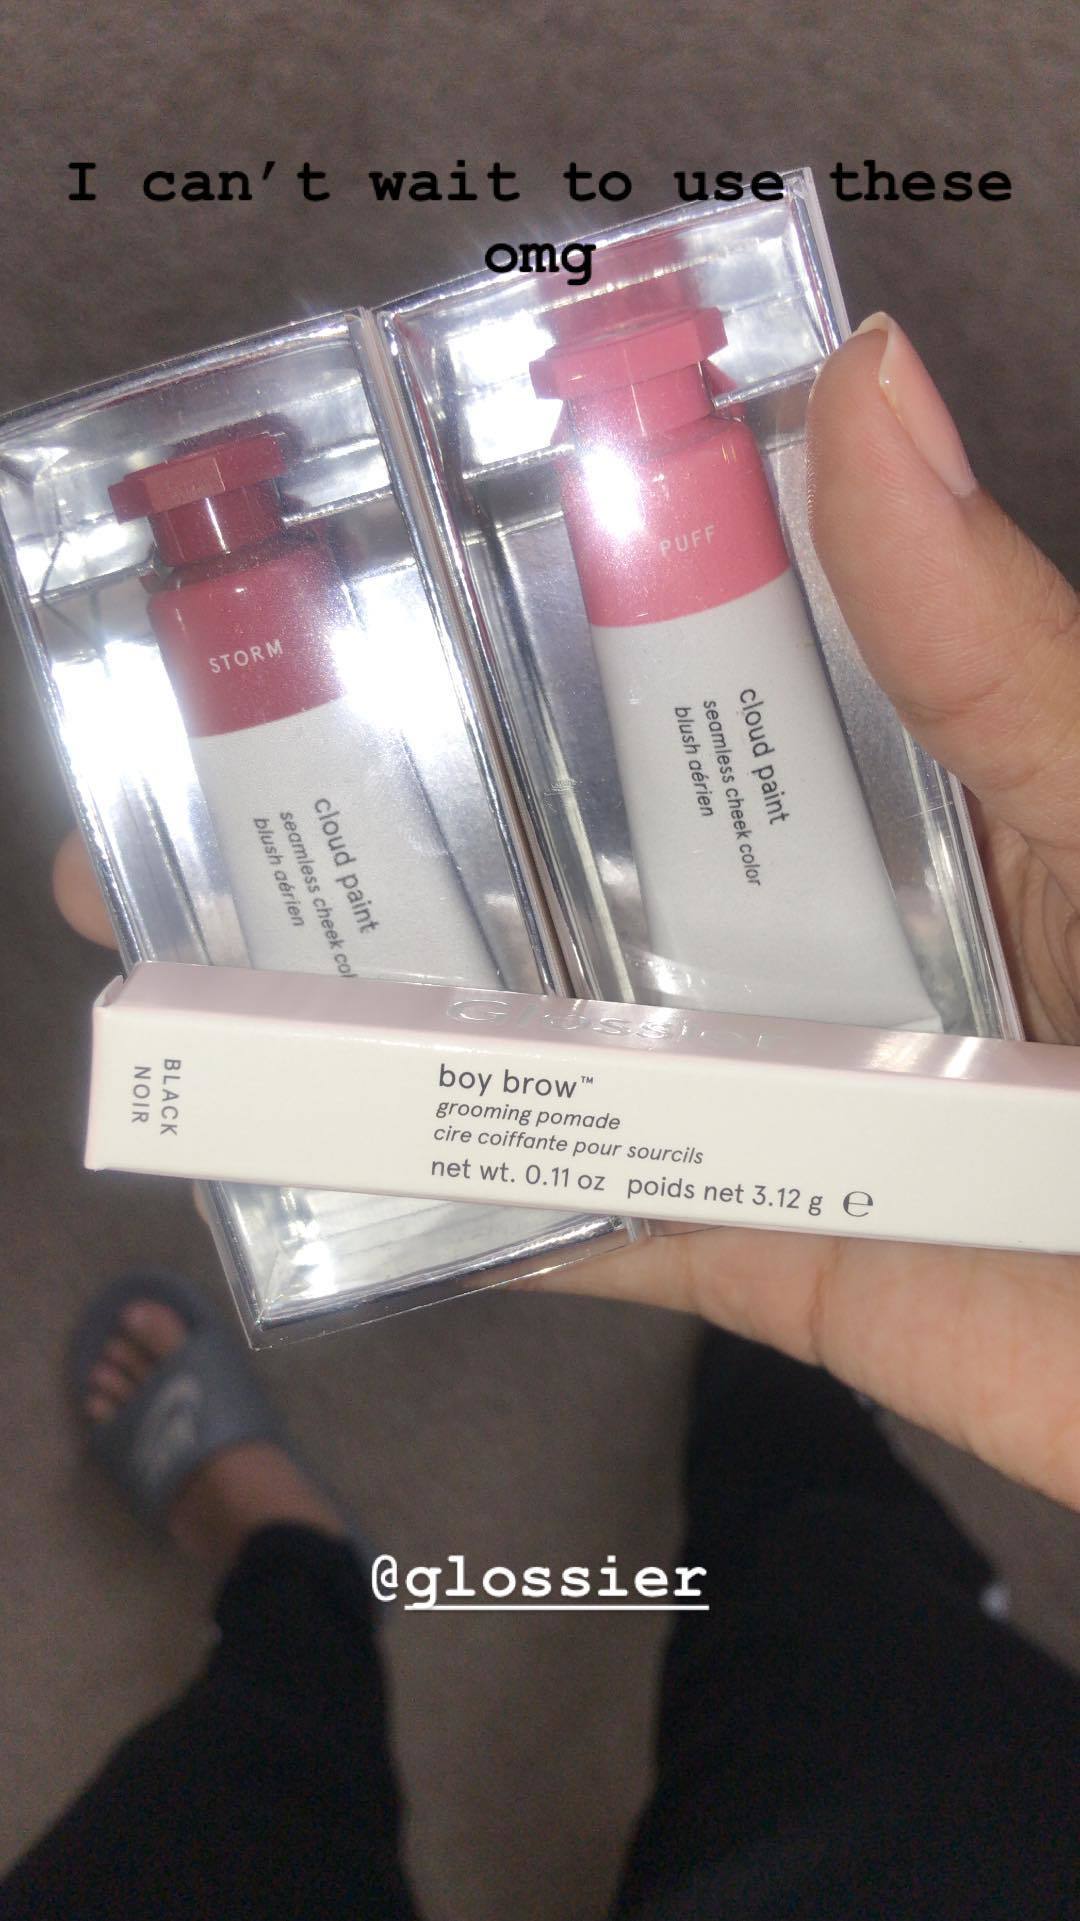 I can't wait to use these
omg
STORM
cloud paint
seamless cheek col
blush aérien
PUFF
cloud paint
seamless cheek color
blush aérien
Glossier
BLACK
NOIR
boy brow™
grooming pomade
cire coiffante pour sourcils
net wt. 0.11 oz poids net 3.12 g ℮
@glossier